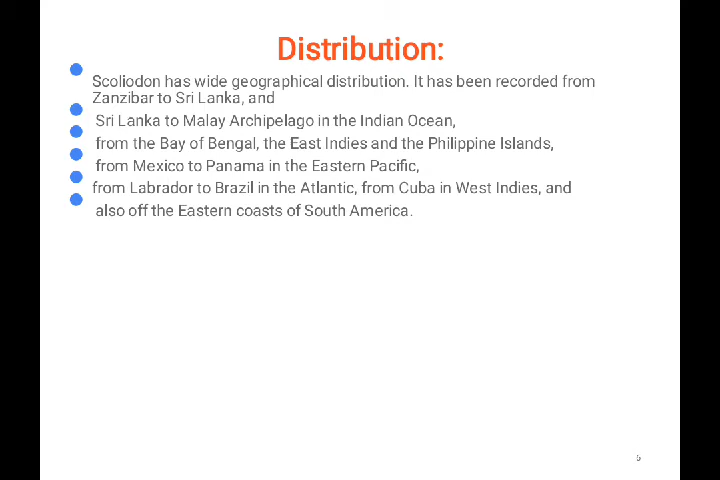 Distribution:
Scoliodon has wide geographical distribution. It has been recorded from
Zanzibar to Sri Lanka, and
Sri Lanka to Malay Archipelago in the Indian Ocean,
from the Bay of Bengal, the East Indies and the Philippine Islands,
from Mexico to Panama in the Eastern Pacific,
from Labrador to Brazil in the Atlantic, from Cuba in West Indies, and
also off the Eastern coasts of South America.
6